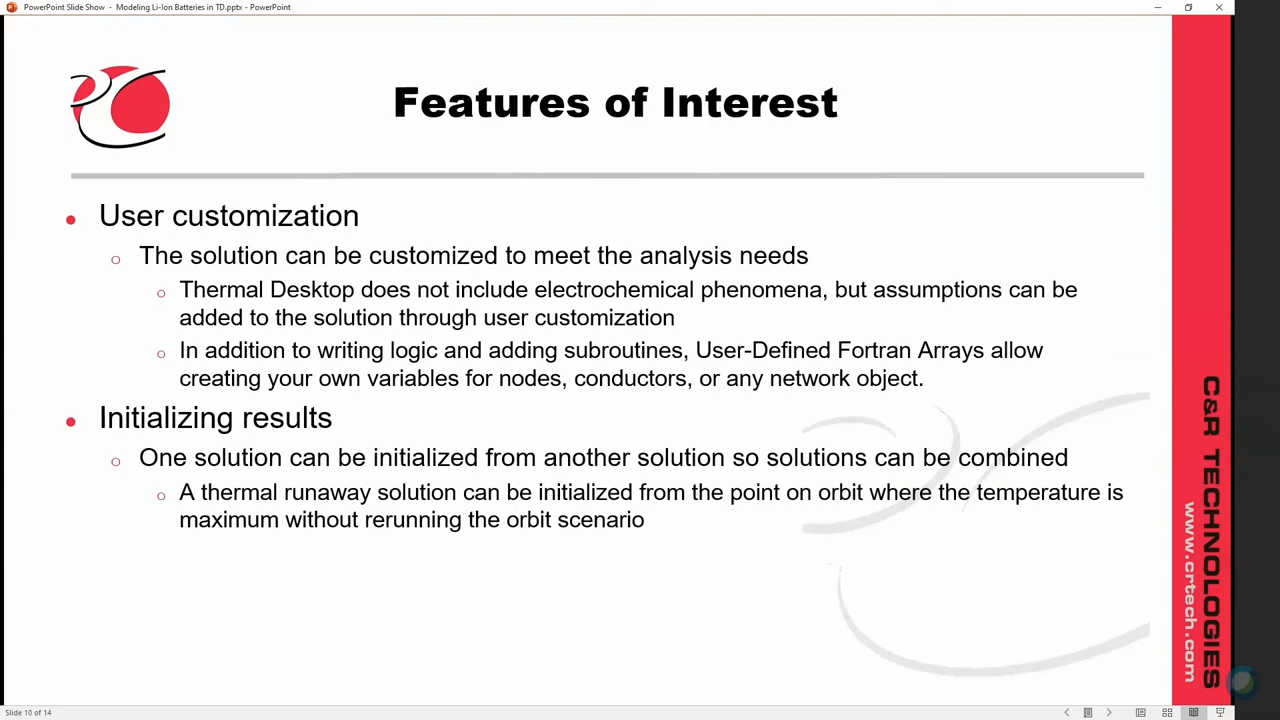 PowerPoint Slide Show - Modeling Li-Ion Batteries in TD.pptx - PowerPoint
Features of Interest
User customization
The solution can be customized to meet the analysis needs
Thermal Desktop does not include electrochemical phenomena, but assumptions can be
added to the solution through user customization
In addition to writing logic and adding subroutines, User-Defined Fortran Arrays allow
creating your own variables for nodes, conductors, or any network object.
Initializing results
One solution can be initialized from another solution so solutions can be combined
A thermal runaway solution can be initialized from the point on orbit where the temperature is
maximum without rerunning the orbit scenario
C&R TECHNOLOGIES
www.crtech.com
Slide 10 of 14